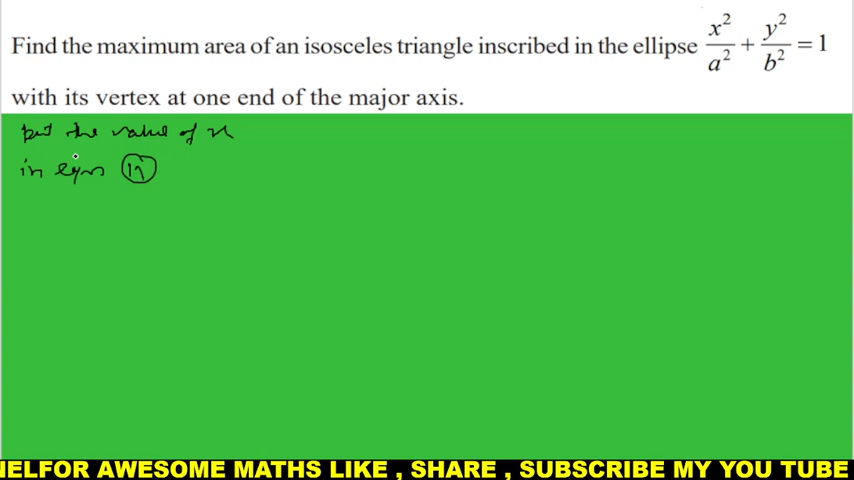 Find the maximum area of an isosceles triangle inscribed in the ellipse x²/a² + y²/b² = 1
with its vertex at one end of the major axis.
put the value of x
in eqn
NELFOR AWESOME MATHS LIKE , SHARE , SUBSCRIBE MY YOU TUBE